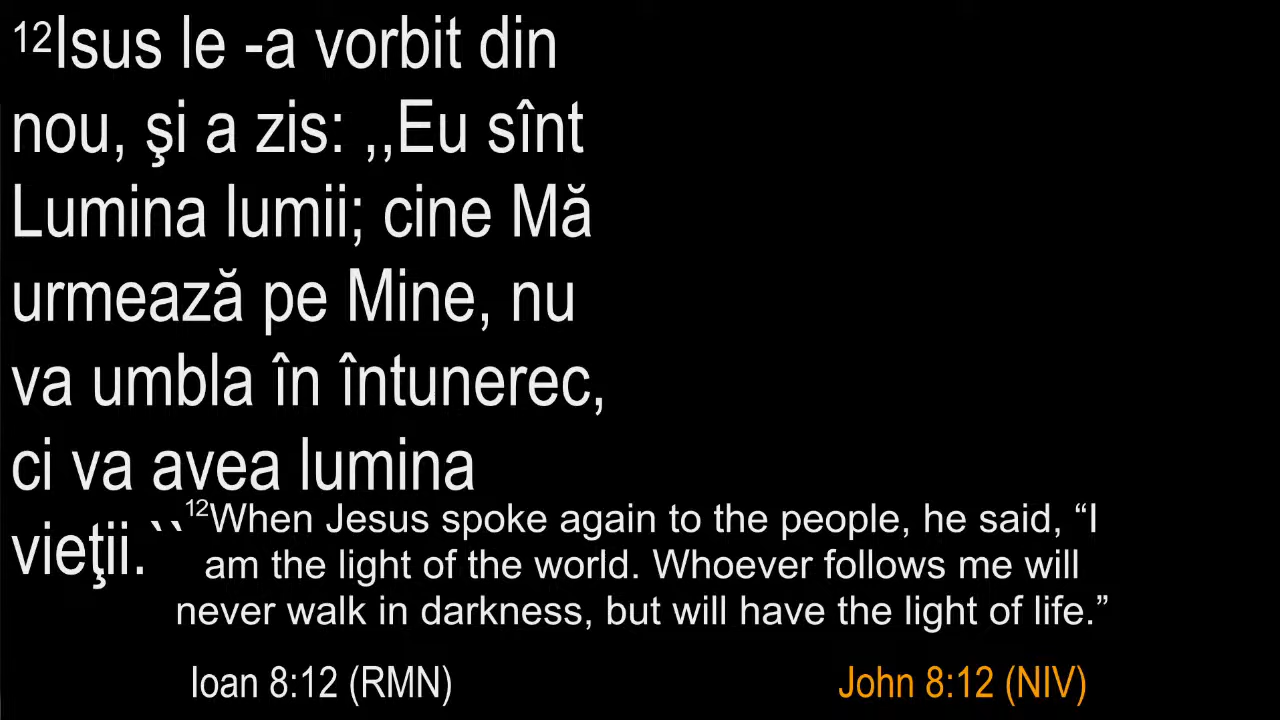 12Isus le -a vorbit din
nou, şi a zis: ,,Eu sînt
Lumina lumii; cine Mă
urmează pe Mine, nu
va umbla în întunerec,
ci va avea lumina
vieţii.``
12When Jesus spoke again to the people, he said, “I
am the light of the world. Whoever follows me will
never walk in darkness, but will have the light of life.”
Ioan 8:12 (RMN)
John 8:12 (NIV)